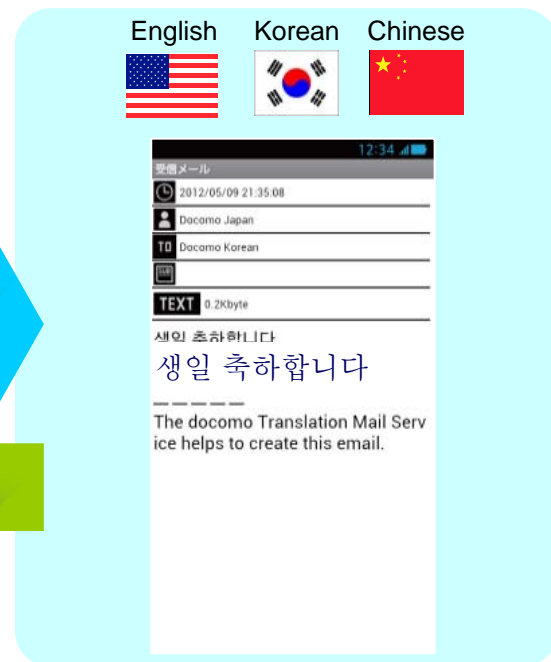 English Korean Chinese
12:34
受信メール
2012/05/09 21:35:08
Docomo Japan
TO Docomo Korean
SUB
TEXT 0.2Kbyte
생일 축하합니다
생일 축하합니다
_ _ _ _ _
The docomo Translation Mail Serv
ice helps to create this email.